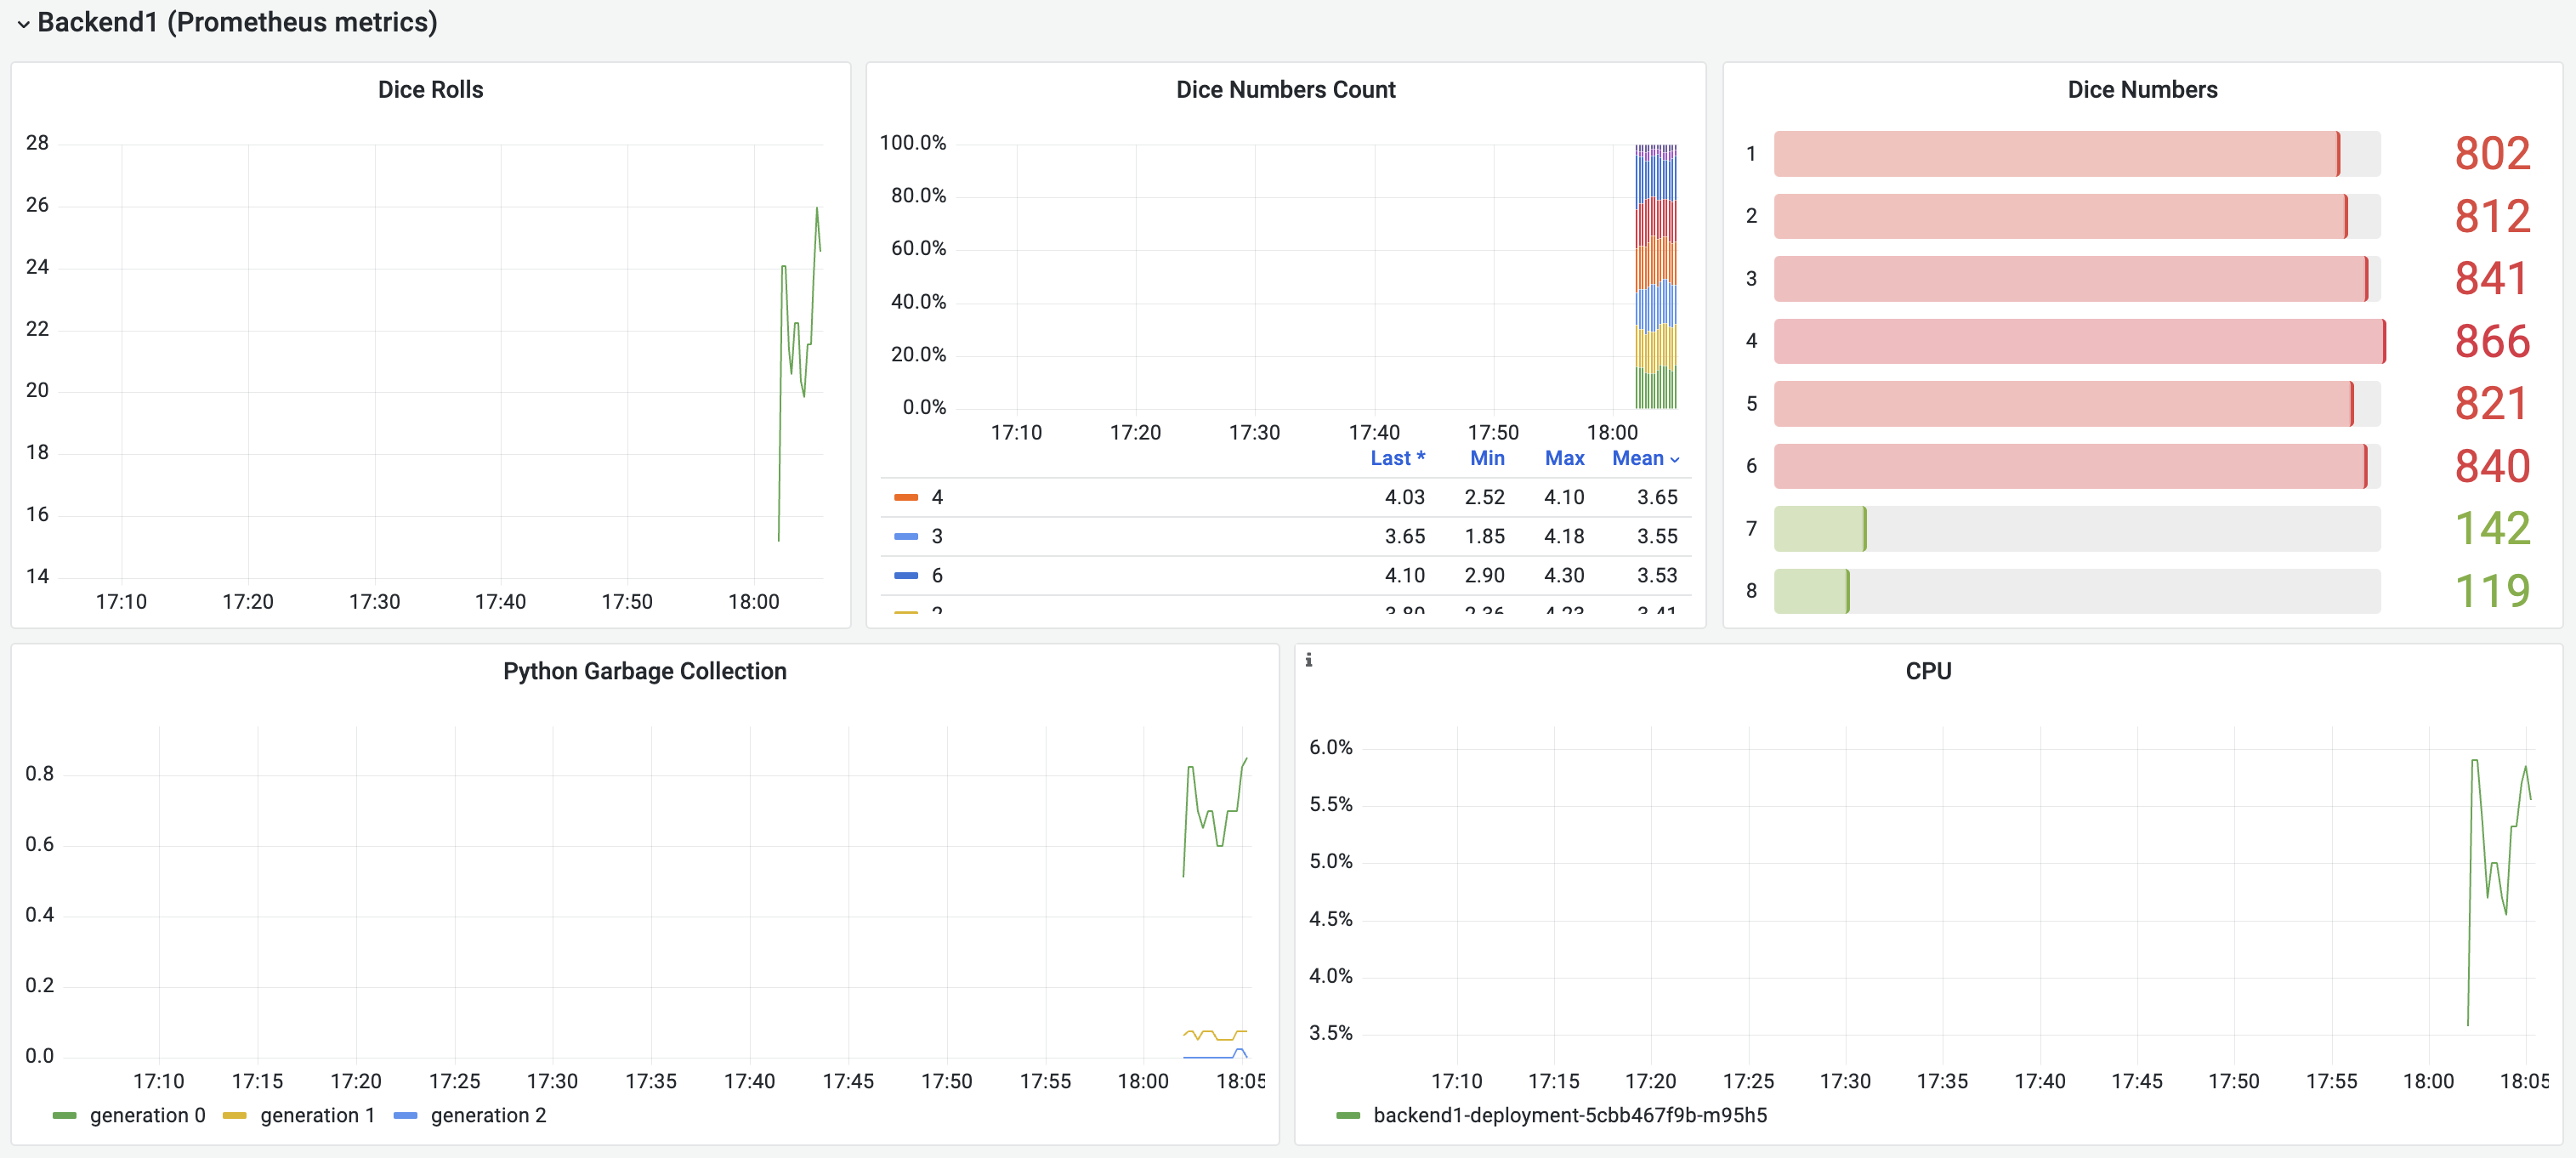 Backend1 (Prometheus metrics)
Dice Rolls
28
26
24
22
20
18
16
14
17:10 17:20 17:30 17:40 17:50 18:00
Dice Numbers Count
100.0%
80.0%
60.0%
40.0%
20.0%
0.0%
17:10 17:20 17:30 17:40 17:50 18:00
Last * Min Max Mean
4 4.03 2.52 4.10 3.65
3 3.65 1.85 4.18 3.55
6 4.10 2.90 4.30 3.53
2 3.80 2.36 4.23 3.41
Dice Numbers
1 802
2 812
3 841
4 866
5 821
6 840
7 142
8 119
Python Garbage Collection
0.8
0.6
0.4
0.2
0.0
17:10 17:15 17:20 17:25 17:30 17:35 17:40 17:45 17:50 17:55 18:00 18:05
generation 0 generation 1 generation 2
i
CPU
6.0%
5.5%
5.0%
4.5%
4.0%
3.5%
17:10 17:15 17:20 17:25 17:30 17:35 17:40 17:45 17:50 17:55 18:00 18:05
backend1-deployment-5cbb467f9b-m95h5